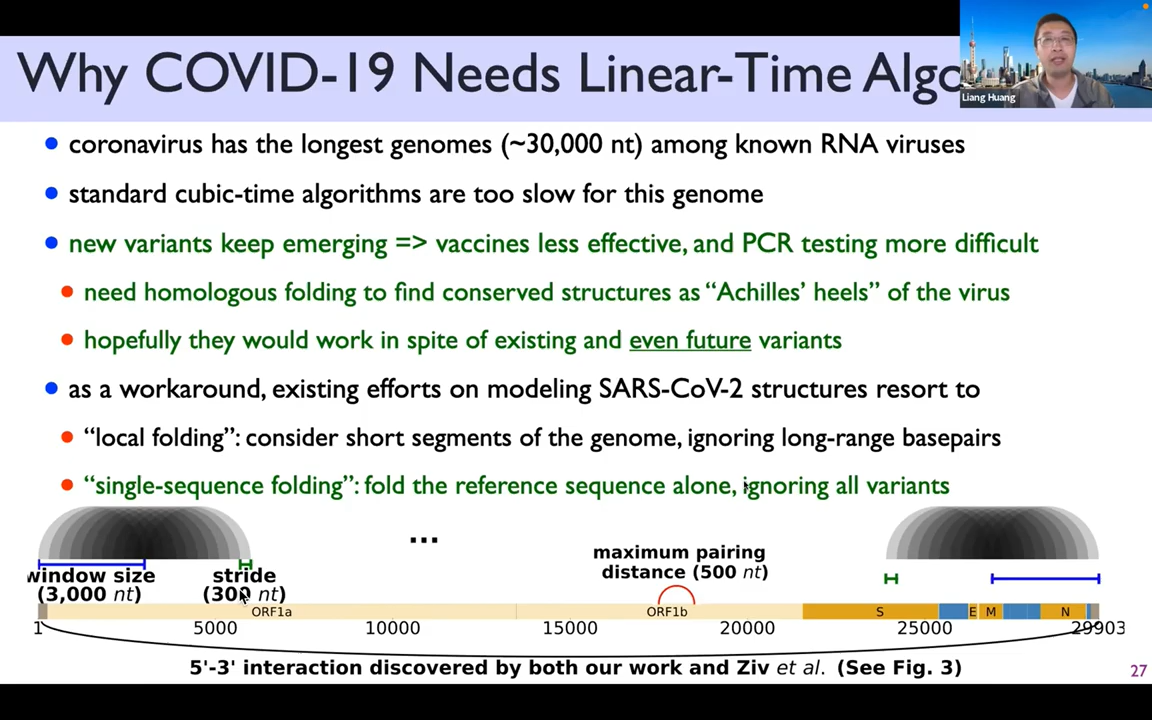 Why COVID-19 Needs Linear-Time Algo
Liang Huang
• coronavirus has the longest genomes (~30,000 nt) among known RNA viruses
• standard cubic-time algorithms are too slow for this genome
• new variants keep emerging => vaccines less effective, and PCR testing more difficult
• need homologous folding to find conserved structures as “Achilles’ heels” of the virus
• hopefully they would work in spite of existing and even future variants
• as a workaround, existing efforts on modeling SARS-CoV-2 structures resort to
• “local folding”: consider short segments of the genome, ignoring long-range basepairs
• “single-sequence folding”: fold the reference sequence alone, ignoring all variants
...
window size
(3,000 nt)
stride
(300 nt)
maximum pairing
distance (500 nt)
ORF1a ORF1b S E M N
1 5000 10000 15000 20000 25000 29903
5'-3' interaction discovered by both our work and Ziv et al. (See Fig. 3)
27